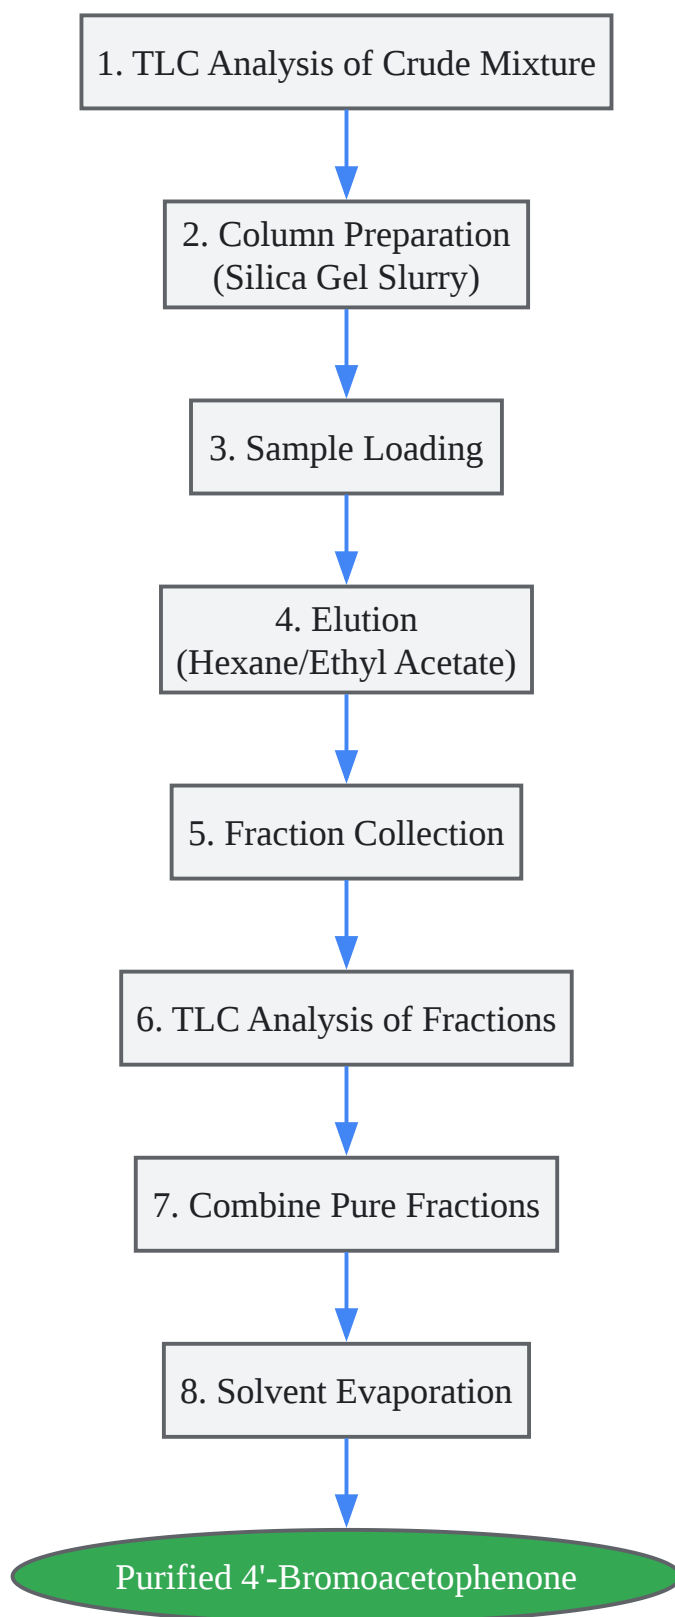 1. TLC Analysis of Crude Mixture
2. Column Preparation
(Silica Gel Slurry)
3. Sample Loading
4. Elution
(Hexane/Ethyl Acetate)
5. Fraction Collection
6. TLC Analysis of Fractions
7. Combine Pure Fractions
8. Solvent Evaporation
Purified 4'-Bromoacetophenone